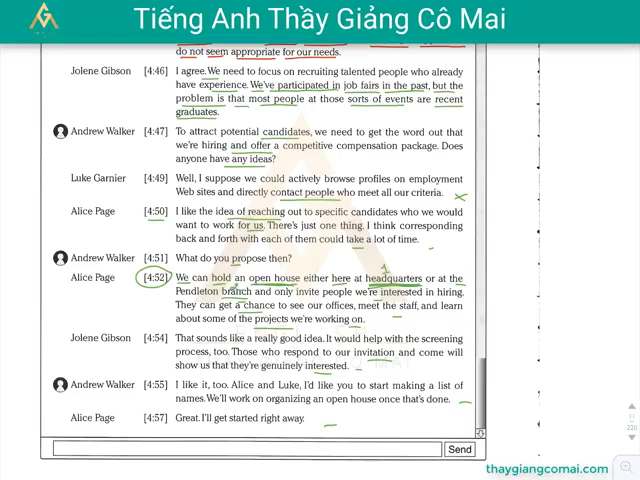 Tiếng Anh Thầy Giảng Cô Mai
do not seem appropriate for our needs.
Jolene Gibson [4:46] I agree. We need to focus on recruiting talented people who already
have experience. We've participated in job fairs in the past, but the
problem is that most people at those sorts of events are recent
graduates.
Andrew Walker [4:47] To attract potential candidates, we need to get the word out that
we're hiring and offer a competitive compensation package. Does
anyone have any ideas?
Luke Garnier [4:49] Well, I suppose we could actively browse profiles on employment
Web sites and directly contact people who meet all our criteria.
Alice Page [4:50] I like the idea of reaching out to specific candidates who we would
want to work for us. There's just one thing. I think corresponding
back and forth with each of them could take a lot of time.
Andrew Walker [4:51] What do you propose then?
Alice Page [4:52] We can hold an open house either here at headquarters or at the
Pendleton branch and only invite people we're interested in hiring.
They can get a chance to see our offices, meet the staff, and learn
about some of the projects we're working on.
Jolene Gibson [4:54] That sounds like a really good idea. It would help with the screening
process, too. Those who respond to our invitation and come will
show us that they're genuinely interested.
Andrew Walker [4:55] I like it, too. Alice and Luke, I'd like you to start making a list of
names. We'll work on organizing an open house once that's done.
Alice Page [4:57] Great. I'll get started right away.
Send
220
thaygiangcomai.com